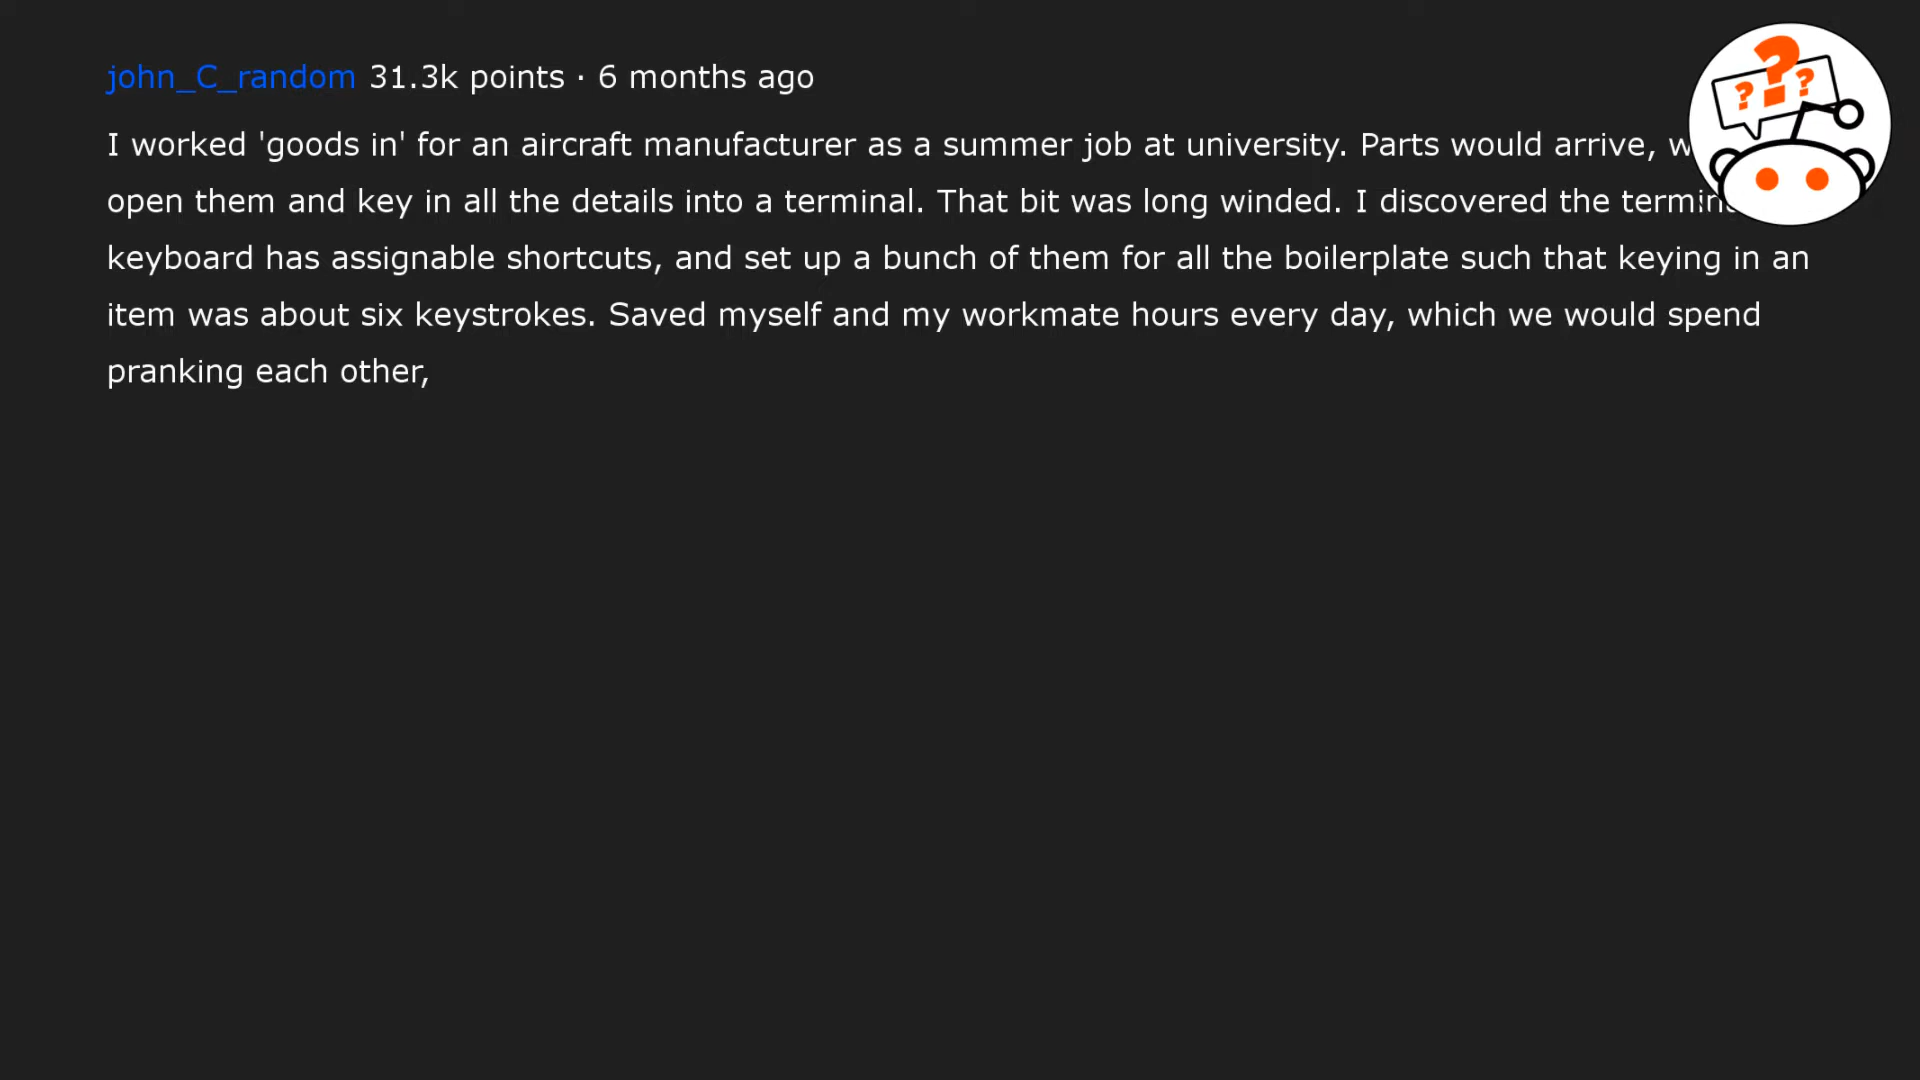 john_C_random 31.3k points · 6 months ago
I worked 'goods in' for an aircraft manufacturer as a summer job at university. Parts would arrive,
open them and key in all the details into a terminal. That bit was long winded. I discovered the
keyboard has assignable shortcuts, and set up a bunch of them for all the boilerplate such that keying in an
item was about six keystrokes. Saved myself and my workmate hours every day, which we would spend
pranking each other,
? ? ?